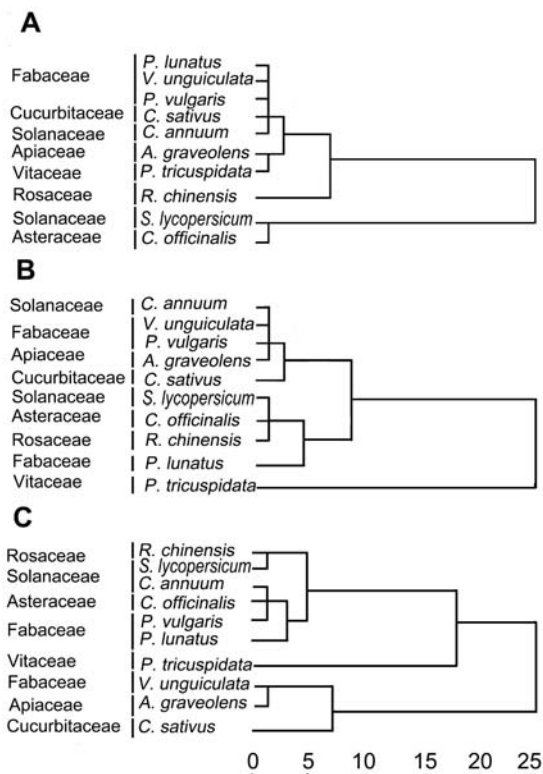 A
Fabaceae P. lunatus
V. unguiculata
P. vulgaris
Cucurbitaceae C. sativus
Solanaceae C. annuum
Apiaceae A. graveolens
Vitaceae P. tricuspidata
Rosaceae R. chinensis
Solanaceae S. lycopersicum
Asteraceae C. officinalis
B
Solanaceae C. annuum
Fabaceae V. unguiculata
P. vulgaris
Apiaceae A. graveolens
Cucurbitaceae C. sativus
Solanaceae S. lycopersicum
Asteraceae C. officinalis
Rosaceae R. chinensis
Fabaceae P. lunatus
Vitaceae P. tricuspidata
C
Rosaceae R. chinensis
Solanaceae S. lycopersicum
C. annuum
Asteraceae C. officinalis
Fabaceae P. vulgaris
P. lunatus
Vitaceae P. tricuspidata
Fabaceae V. unguiculata
Apiaceae A. graveolens
Cucurbitaceae C. sativus
0 5 10 15 20 25